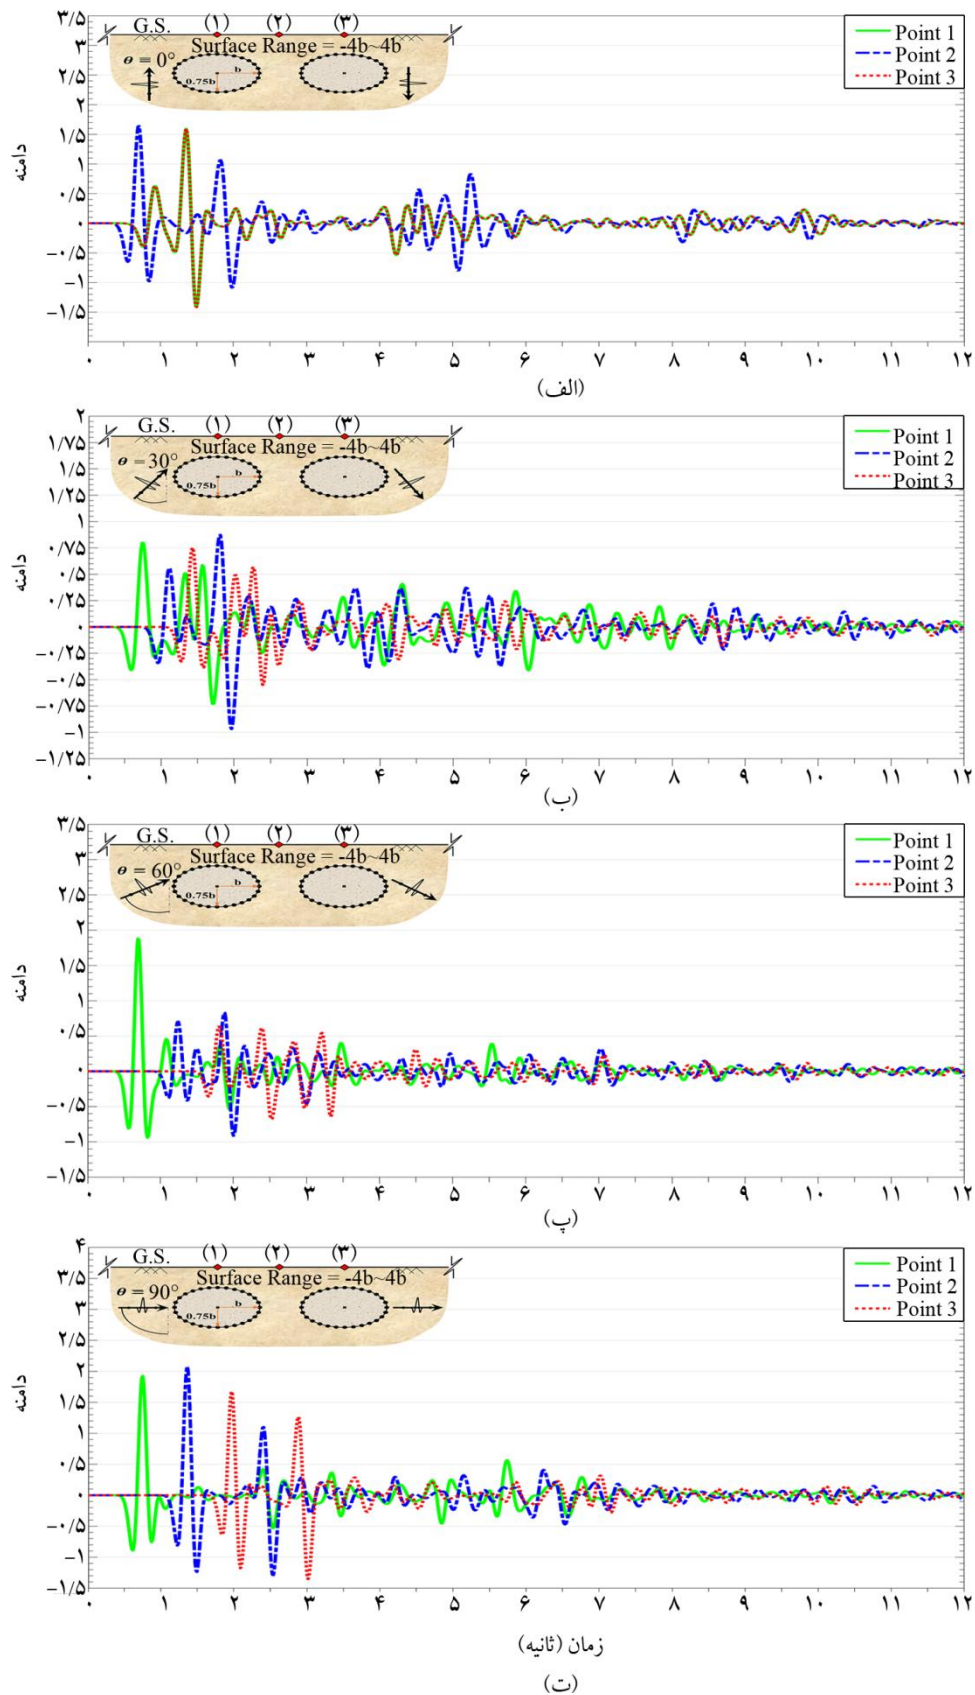 G.S. (۱) (۲) (۳)
Surface Range = -4b~4b
θ = 0°
b
0.75b
Point 1
Point 2
Point 3
۳/۵
۳
۲/۵
۲
۱/۵
۱
۰/۵
۰
-۰/۵
-۱
-۱/۵
دامنه
۰ ۱ ۲ ۳ ۴ ۵ ۶ ۷ ۸ ۹ ۱۰ ۱۱ ۱۲
(الف)
G.S. (۱) (۲) (۳)
Surface Range = -4b~4b
θ = 30°
b
0.75b
Point 1
Point 2
Point 3
۲
۱/۷۵
۱/۵
۱/۲۵
۱
۰/۷۵
۰/۵
۰/۲۵
۰
-۰/۲۵
-۰/۵
-۰/۷۵
-۱
-۱/۲۵
دامنه
۰ ۱ ۲ ۳ ۴ ۵ ۶ ۷ ۸ ۹ ۱۰ ۱۱ ۱۲
(ب)
G.S. (۱) (۲) (۳)
Surface Range = -4b~4b
θ = 60°
b
0.75b
Point 1
Point 2
Point 3
۳/۵
۳
۲/۵
۲
۱/۵
۱
۰/۵
۰
-۰/۵
-۱
-۱/۵
دامنه
۰ ۱ ۲ ۳ ۴ ۵ ۶ ۷ ۸ ۹ ۱۰ ۱۱ ۱۲
(پ)
G.S. (۱) (۲) (۳)
Surface Range = -4b~4b
θ = 90°
b
0.75b
Point 1
Point 2
Point 3
۴
۳/۵
۳
۲/۵
۲
۱/۵
۱
۰/۵
۰
-۰/۵
-۱
-۱/۵
دامنه
۰ ۱ ۲ ۳ ۴ ۵ ۶ ۷ ۸ ۹ ۱۰ ۱۱ ۱۲
زمان (ثانیه)
(ت)